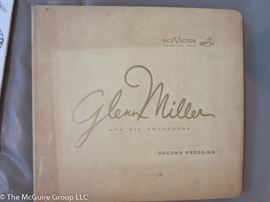 RCA VICTOR
Glenn Miller
AND HIS ORCHESTRA
SECOND PRESSING
© The McGuire Group LLC